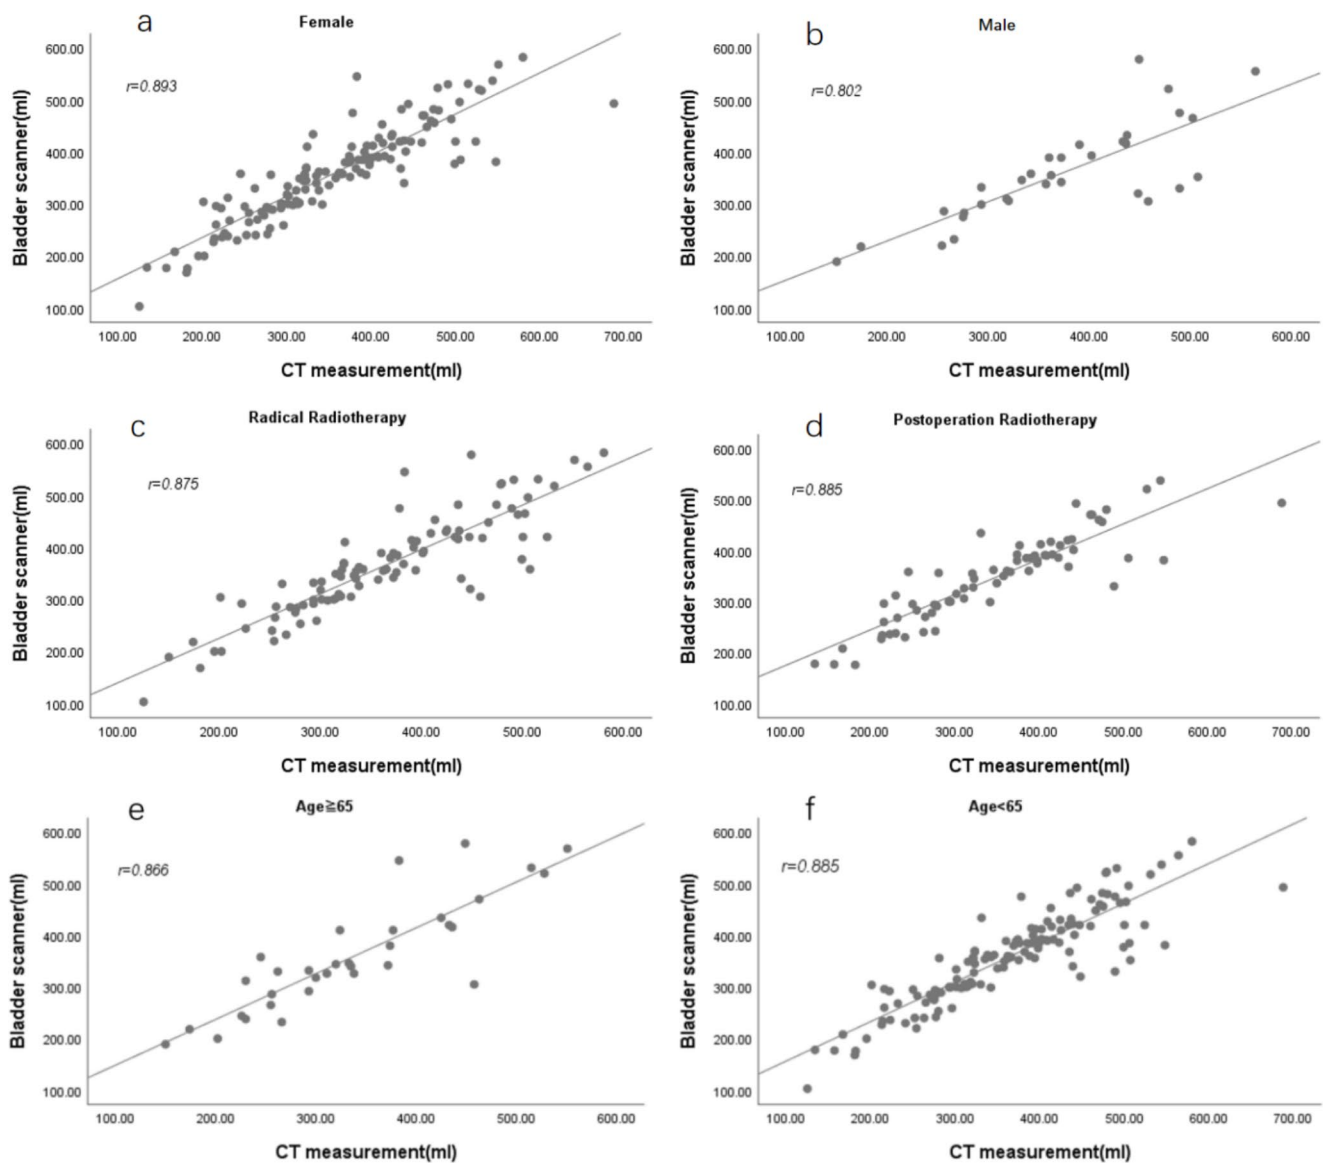 a Female
600.00
500.00
400.00
300.00
200.00
100.00
r=0.893
Bladder scanner(ml)
100.00 200.00 300.00 400.00 500.00 600.00 700.00
CT measurement(ml)
b Male
600.00
500.00
400.00
300.00
200.00
100.00
r=0.802
Bladder scanner(ml)
100.00 200.00 300.00 400.00 500.00 600.00
CT measurement(ml)
c Radical Radiotherapy
600.00
500.00
400.00
300.00
200.00
100.00
r=0.875
Bladder scanner(ml)
100.00 200.00 300.00 400.00 500.00 600.00
CT measurement(ml)
d Postoperation Radiotherapy
600.00
500.00
400.00
300.00
200.00
100.00
r=0.885
Bladder scanner(ml)
100.00 200.00 300.00 400.00 500.00 600.00 700.00
CT measurement(ml)
e Age≧65
600.00
500.00
400.00
300.00
200.00
100.00
r=0.866
Bladder scanner(ml)
100.00 200.00 300.00 400.00 500.00 600.00
CT measurement(ml)
f Age<65
600.00
500.00
400.00
300.00
200.00
100.00
r=0.885
Bladder scanner(ml)
100.00 200.00 300.00 400.00 500.00 600.00 700.00
CT measurement(ml)